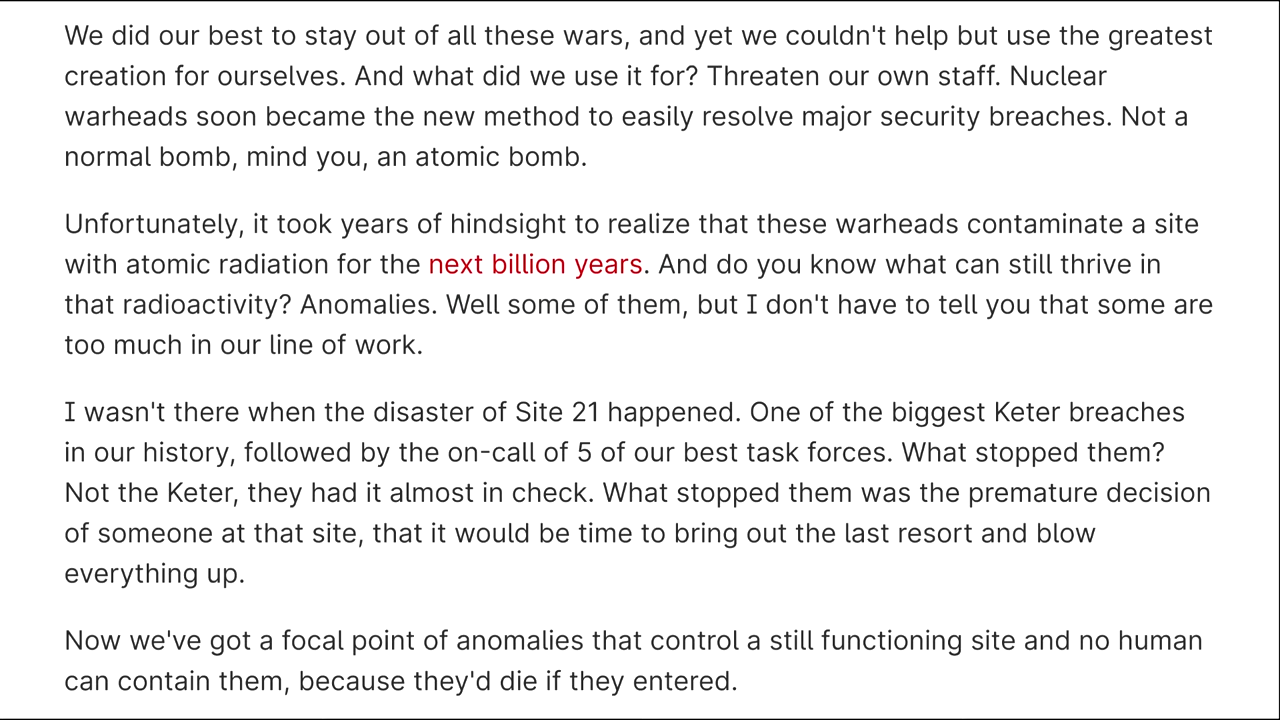 We did our best to stay out of all these wars, and yet we couldn't help but use the greatest
creation for ourselves. And what did we use it for? Threaten our own staff. Nuclear
warheads soon became the new method to easily resolve major security breaches. Not a
normal bomb, mind you, an atomic bomb.
Unfortunately, it took years of hindsight to realize that these warheads contaminate a site
with atomic radiation for the next billion years. And do you know what can still thrive in
that radioactivity? Anomalies. Well some of them, but I don't have to tell you that some are
too much in our line of work.
I wasn't there when the disaster of Site 21 happened. One of the biggest Keter breaches
in our history, followed by the on-call of 5 of our best task forces. What stopped them?
Not the Keter, they had it almost in check. What stopped them was the premature decision
of someone at that site, that it would be time to bring out the last resort and blow
everything up.
Now we've got a focal point of anomalies that control a still functioning site and no human
can contain them, because they'd die if they entered.